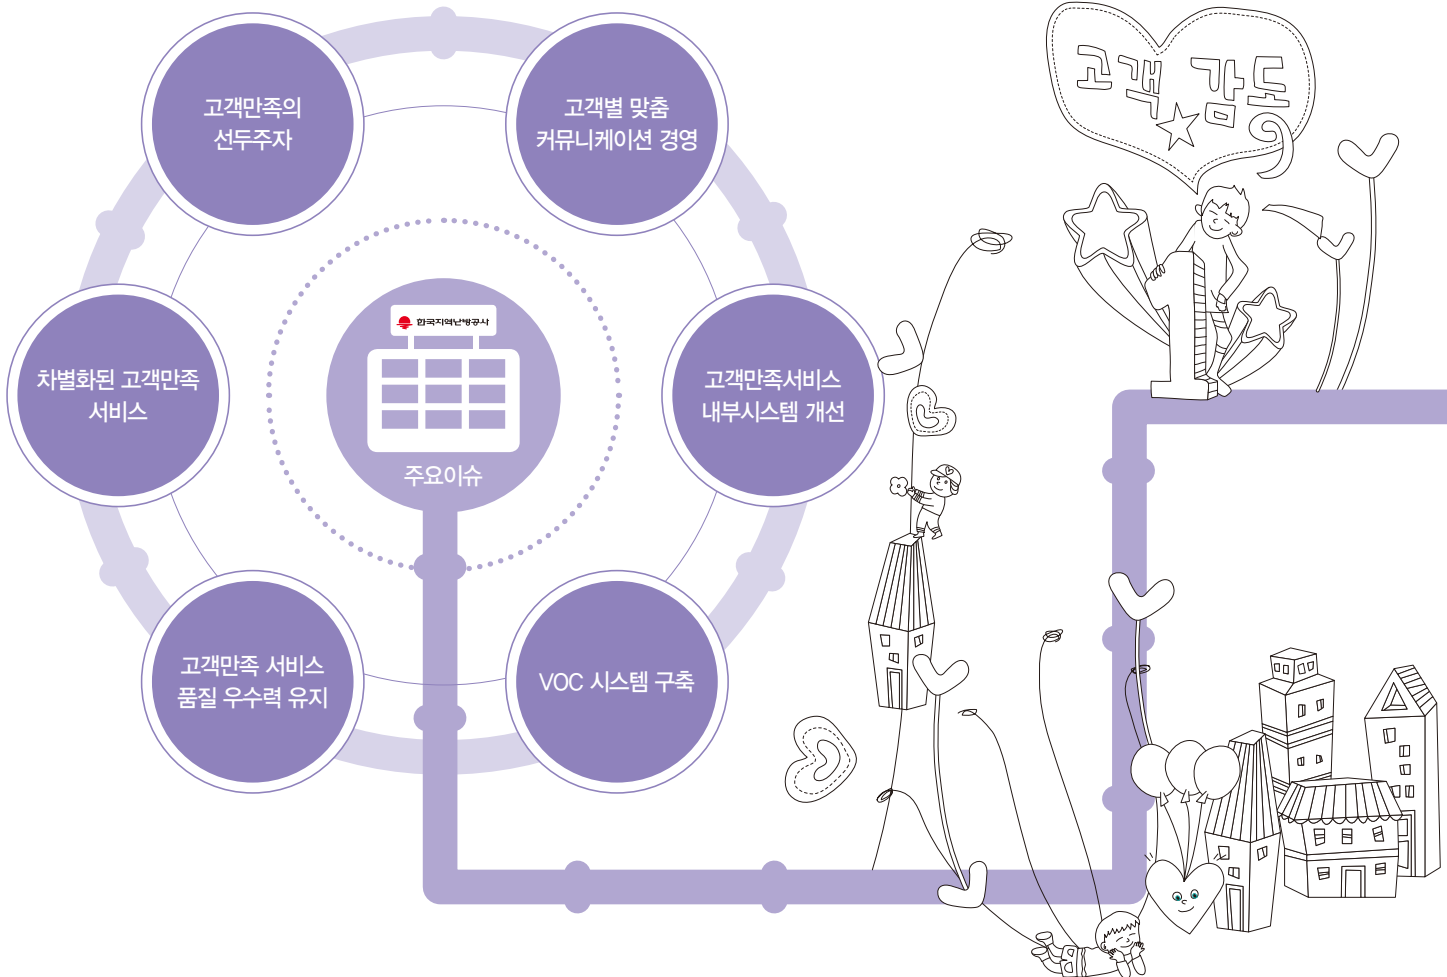 고객만족의
선두주자
고객별 맞춤
커뮤니케이션 경영
고객 감도
차별화된 고객만족
서비스
한국지역난방공사
주요이슈
고객만족서비스
내부시스템 개선
고객만족 서비스
품질 우수력 유지
VOC 시스템 구축
1